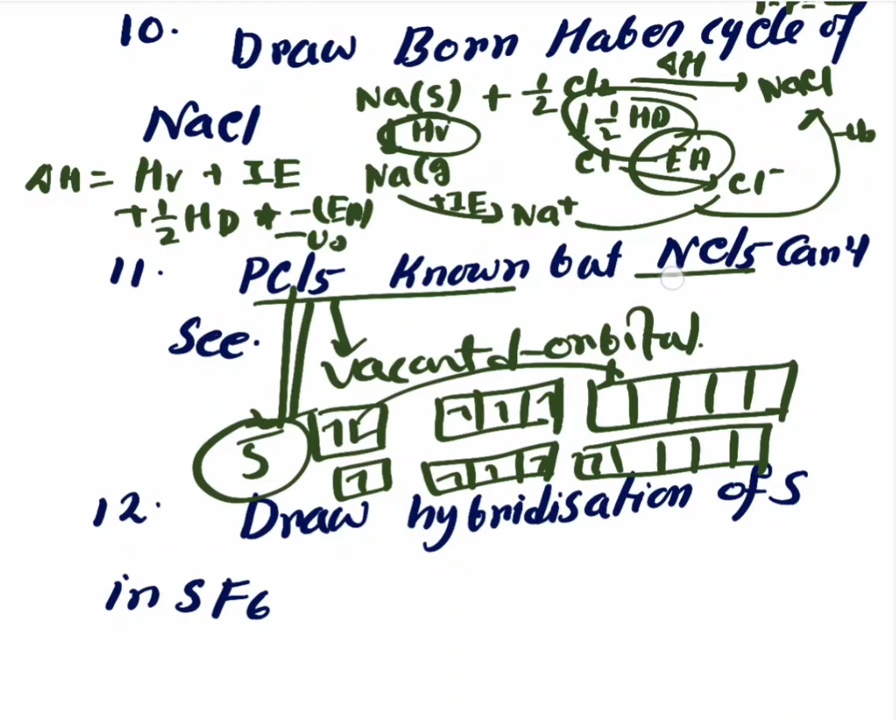 10. Draw Born Haber cycle of
Na(s) + 1/2 Cl2 ΔH → NaCl
NaCl
Hv
1/2 HD
ΔH = Hv + IE
Na(g
Cl
EA
Cl-
+ 1/2 HD + -(EA)
+IE
Na+
-U0
11. PCl5 Known but NCl5 Can't
See.
vacant d-orbital.
5
12. Draw hybridisation of S
in SF6